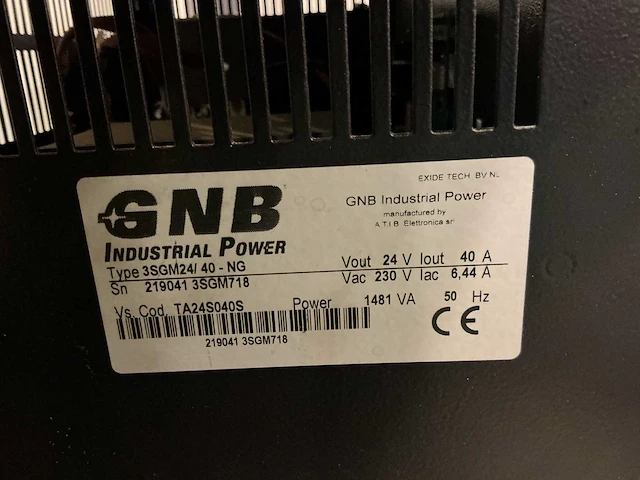 EXIDE TECH. BV NL
GNB
INDUSTRIAL POWER
GNB Industrial Power
manufactured by
A.T.I.B. Elettronica srl
Type 3SGM24/ 40 - NG
Vout 24 V Iout 40 A
Sn 219041 3SGM718
Vac 230 V Iac 6,44 A
Vs. Cod. TA24S040S Power 1481 VA 50 Hz
CE
219041 3SGM718